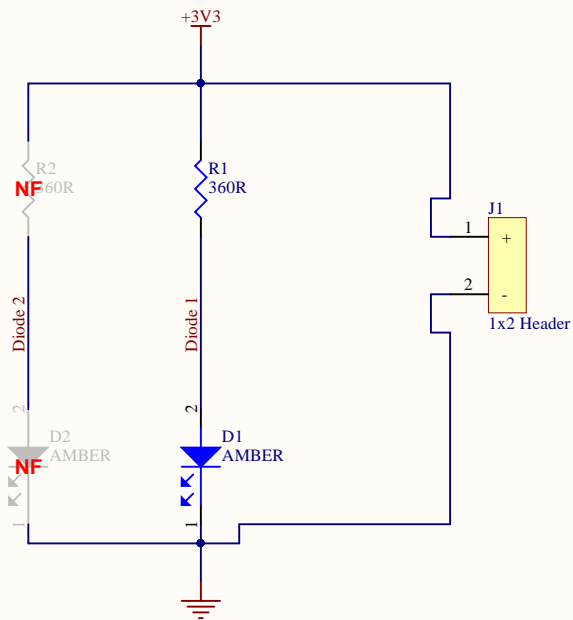 +3V3
R2
360R
NF
R1
360R
J1
1
+
2
-
1x2 Header
Diode 2
Diode 1
2
D2
AMBER
NF
1
2
D1
AMBER
1